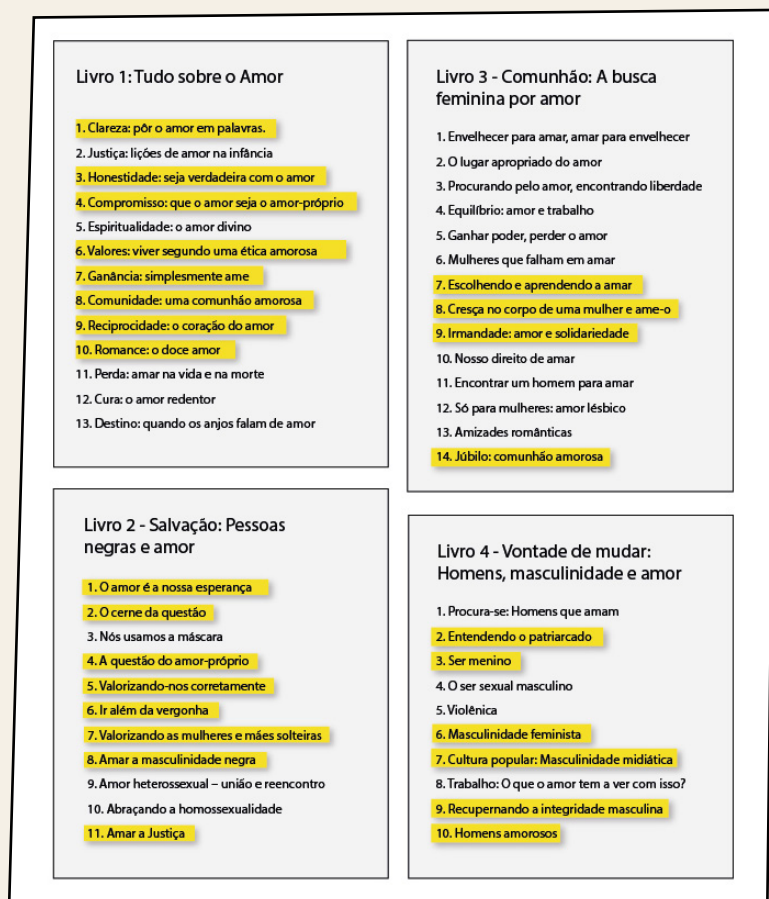 Livro 1: Tudo sobre o Amor
1. Clareza: pôr o amor em palavras.
2. Justiça: lições de amor na infância
3. Honestidade: seja verdadeira com o amor
4. Compromisso: que o amor seja o amor-próprio
5. Espiritualidade: o amor divino
6. Valores: viver segundo uma ética amorosa
7. Ganância: simplesmente ame
8. Comunidade: uma comunhão amorosa
9. Reciprocidade: o coração do amor
10. Romance: o doce amor
11. Perda: amar na vida e na morte
12. Cura: o amor redentor
13. Destino: quando os anjos falam de amor
Livro 2 - Salvação: Pessoas
negras e amor
1. O amor é a nossa esperança
2. O cerne da questão
3. Nós usamos a máscara
4. A questão do amor-próprio
5. Valorizando-nos corretamente
6. Ir além da vergonha
7. Valorizando as mulheres e mães solteiras
8. Amar a masculinidade negra
9. Amor heterossexual – união e reencontro
10. Abraçando a homossexualidade
11. Amar a Justiça
Livro 3 - Comunhão: A busca
feminina por amor
1. Envelhecer para amar, amar para envelhecer
2. O lugar apropriado do amor
3. Procurando pelo amor, encontrando liberdade
4. Equilíbrio: amor e trabalho
5. Ganhar poder, perder o amor
6. Mulheres que falham em amar
7. Escolhendo e aprendendo a amar
8. Cresça no corpo de uma mulher e ame-o
9. Irmandade: amor e solidariedade
10. Nosso direito de amar
11. Encontrar um homem para amar
12. Só para mulheres: amor lésbico
13. Amizades românticas
14. Júbilo: comunhão amorosa
Livro 4 - Vontade de mudar:
Homens, masculinidade e amor
1. Procura-se: Homens que amam
2. Entendendo o patriarcado
3. Ser menino
4. O ser sexual masculino
5. Violênica
6. Masculinidade feminista
7. Cultura popular: Masculinidade midiática
8. Trabalho: O que o amor tem a ver com isso?
9. Recupernando a integridade masculina
10. Homens amorosos